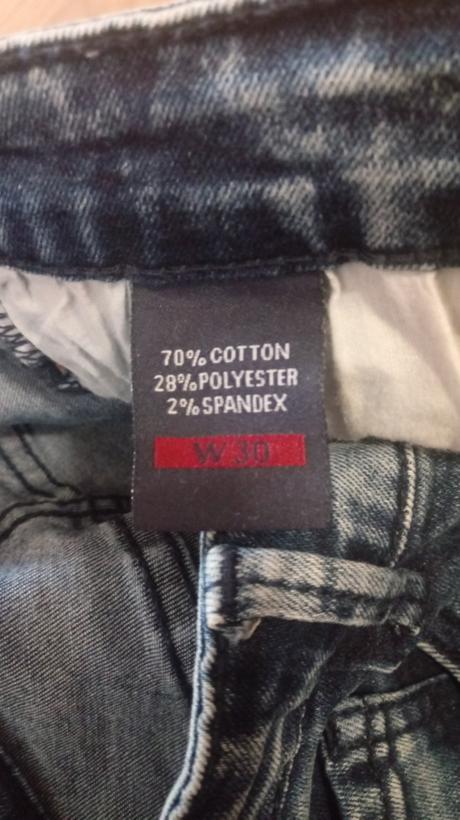 70% COTTON
28% POLYESTER
2% SPANDEX
W 30